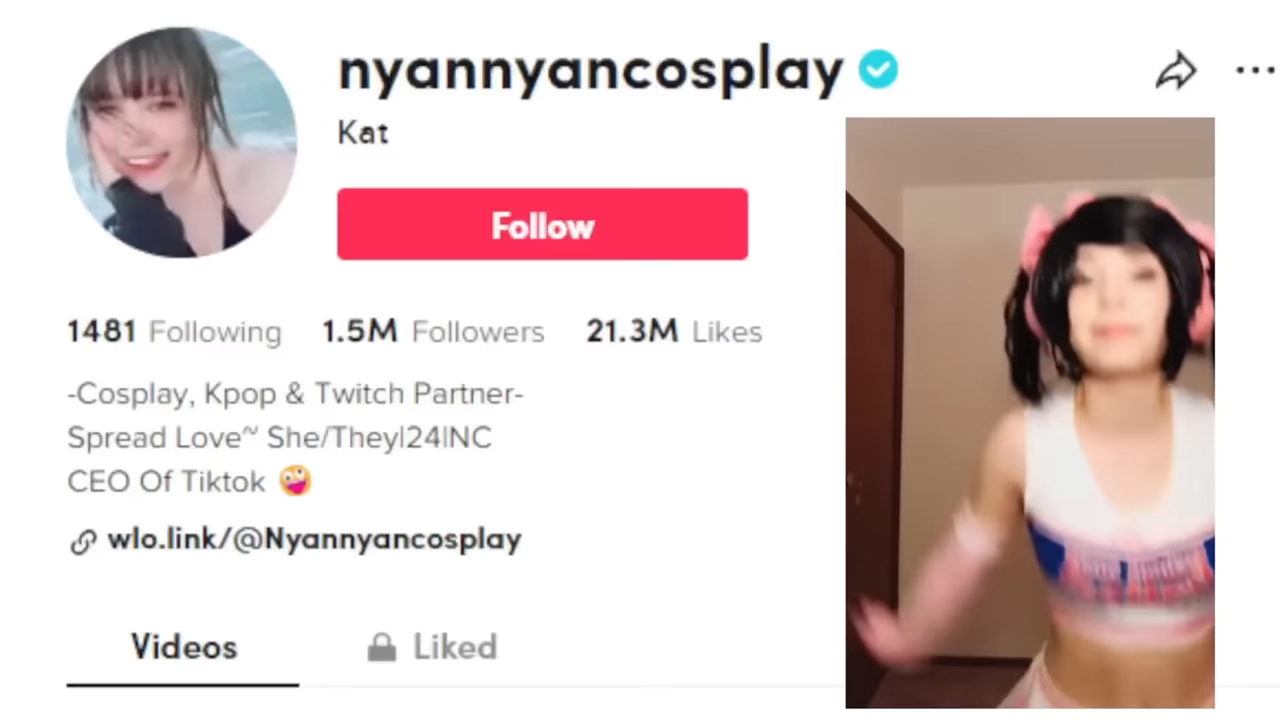 nyannyancosplay
Kat
Follow
1481 Following 1.5M Followers 21.3M Likes
-Cosplay, Kpop & Twitch Partner-
Spread Love~ She/They|24|NC
CEO Of Tiktok 🤪
wlo.link/@Nyannyancosplay
Videos Liked